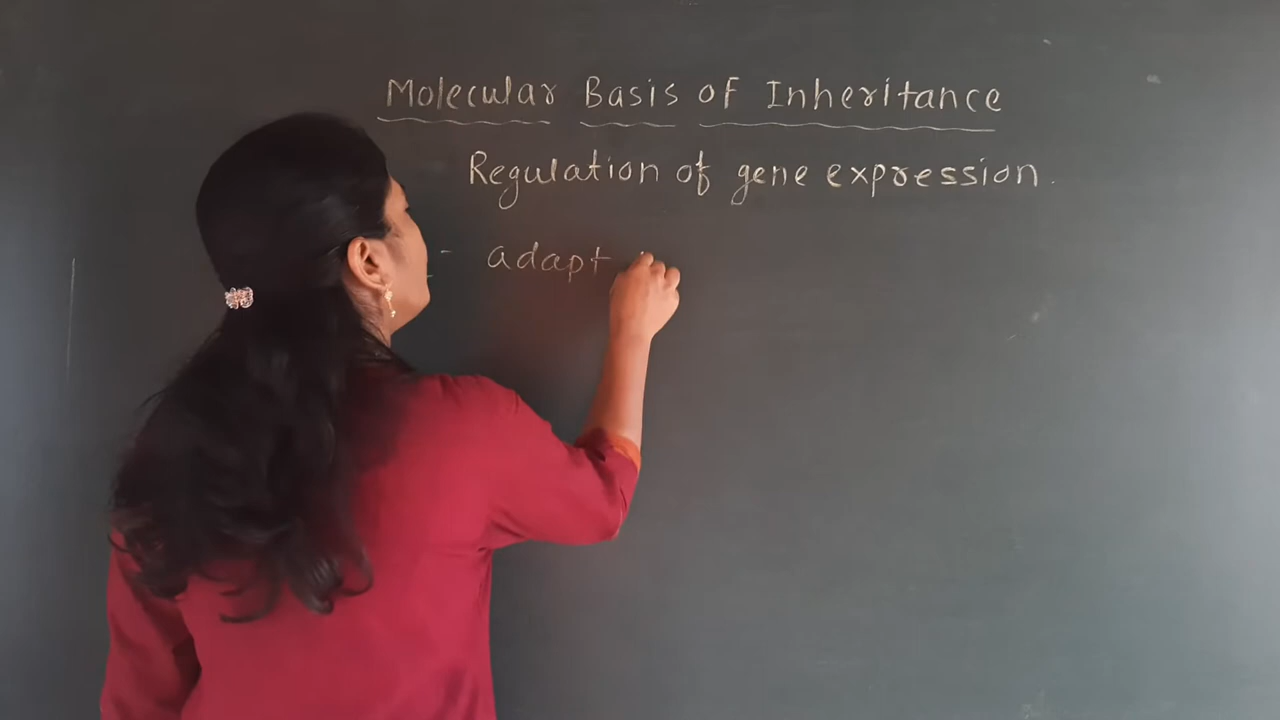 Molecular Basis of Inheritance
Regulation of gene expression.
- adapt